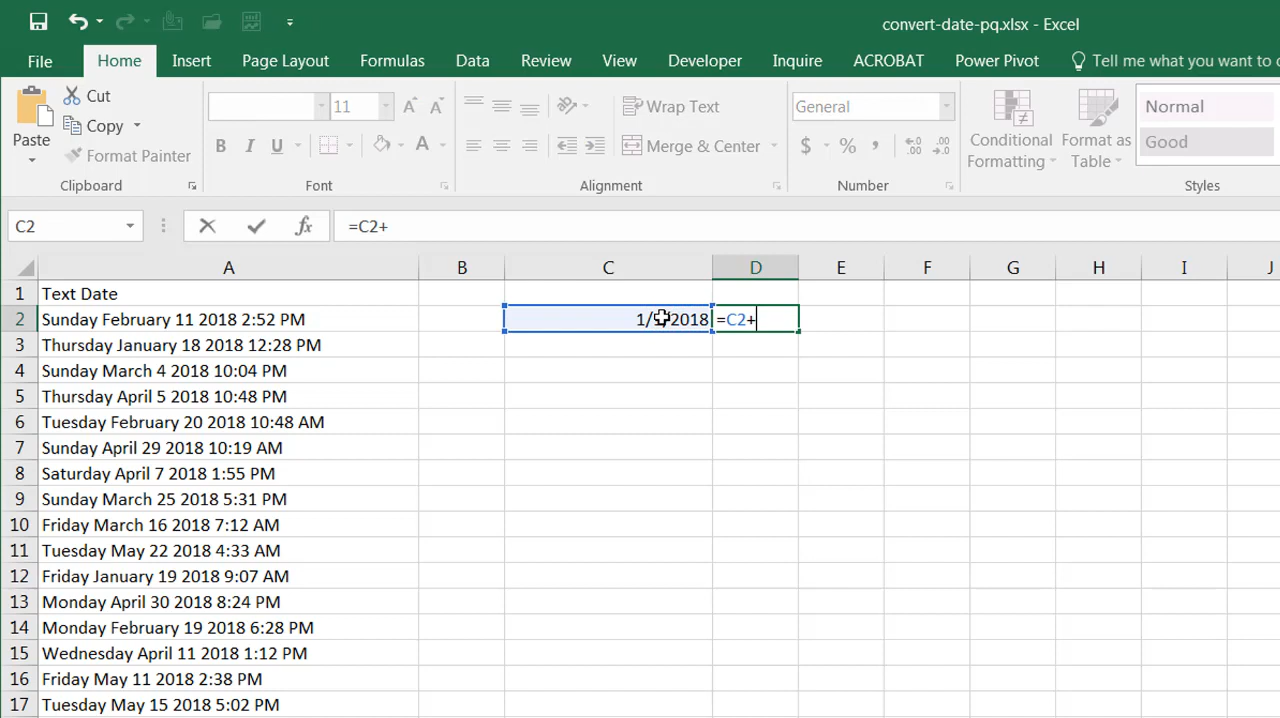 convert-date-pq.xlsx - Excel
File Home Insert Page Layout Formulas Data Review View Developer Inquire ACROBAT Power Pivot Tell me what you want to
Paste
Cut
Copy
Format Painter
Clipboard
11
B I U
Font
Wrap Text
Merge & Center
Alignment
General
$ % ,
Number
Conditional Formatting
Format as Table
Normal
Good
Styles
C2 fx =C2+
A B C D E F G H I J
1 Text Date
2 Sunday February 11 2018 2:52 PM =C2+
3 Thursday January 18 2018 12:28 PM
4 Sunday March 4 2018 10:04 PM
5 Thursday April 5 2018 10:48 PM
6 Tuesday February 20 2018 10:48 AM
7 Sunday April 29 2018 10:19 AM
8 Saturday April 7 2018 1:55 PM
9 Sunday March 25 2018 5:31 PM
10 Friday March 16 2018 7:12 AM
11 Tuesday May 22 2018 4:33 AM
12 Friday January 19 2018 9:07 AM
13 Monday April 30 2018 8:24 PM
14 Monday February 19 2018 6:28 PM
15 Wednesday April 11 2018 1:12 PM
16 Friday May 11 2018 2:38 PM
17 Tuesday May 15 2018 5:02 PM